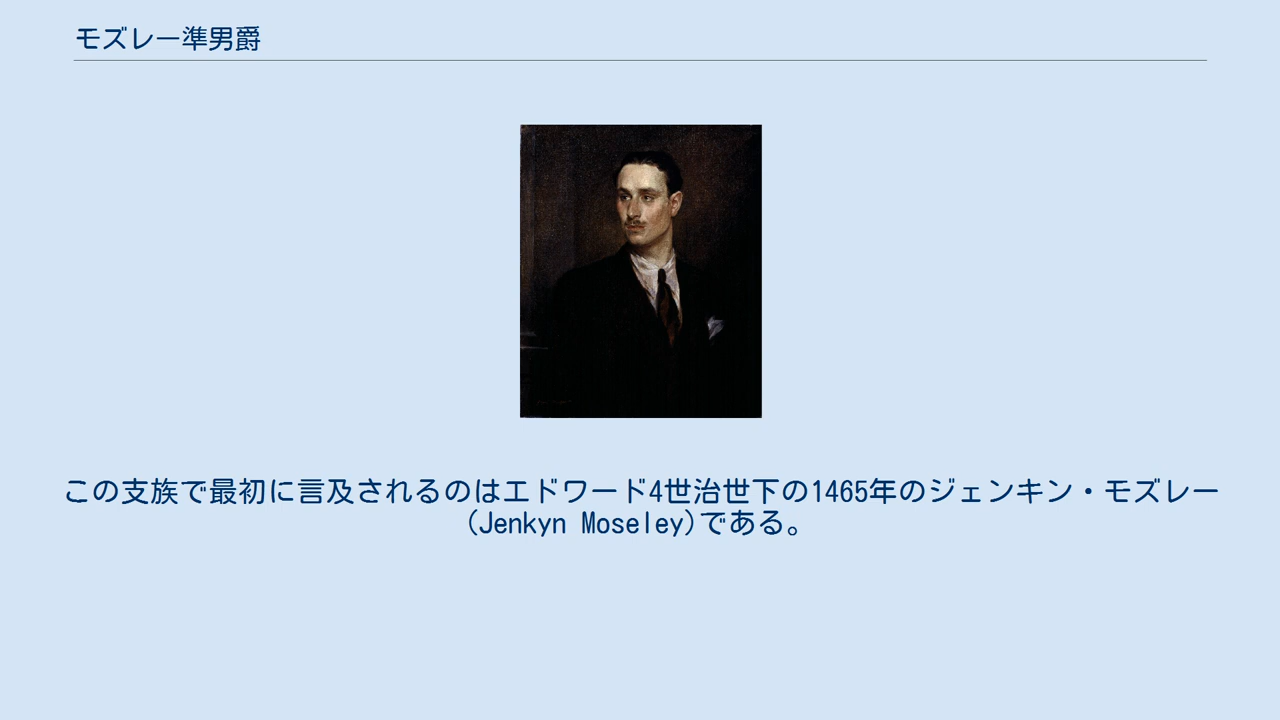 モズレー準男爵
この支族で最初に言及されるのはエドワード4世治世下の1465年のジェンキン・モズレー
(Jenkyn Moseley)である。